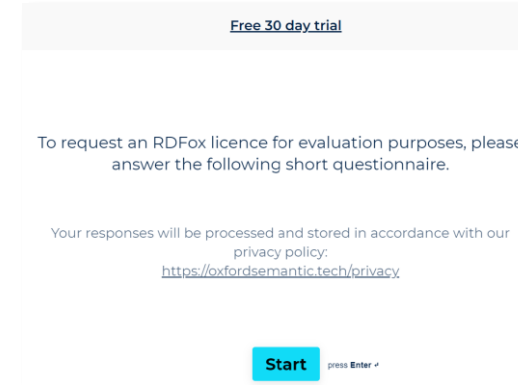 Free 30 day trial
To request an RDFox licence for evaluation purposes, please
answer the following short questionnaire.
Your responses will be processed and stored in accordance with our
privacy policy:
https://oxfordsemantic.tech/privacy
Start press Enter ↵